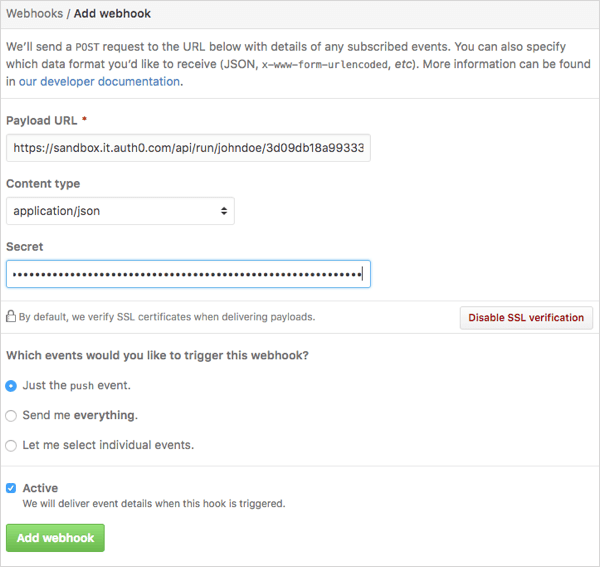 Webhooks / Add webhook
We’ll send a POST request to the URL below with details of any subscribed events. You can also specify
which data format you’d like to receive (JSON, x-www-form-urlencoded, etc). More information can be found
in our developer documentation.
Payload URL *
https://sandbox.it.auth0.com/api/run/johndoe/3d09db18a99333
Content type
application/json
Secret
By default, we verify SSL certificates when delivering payloads.
Disable SSL verification
Which events would you like to trigger this webhook?
Just the push event.
Send me everything.
Let me select individual events.
Active
We will deliver event details when this hook is triggered.
Add webhook